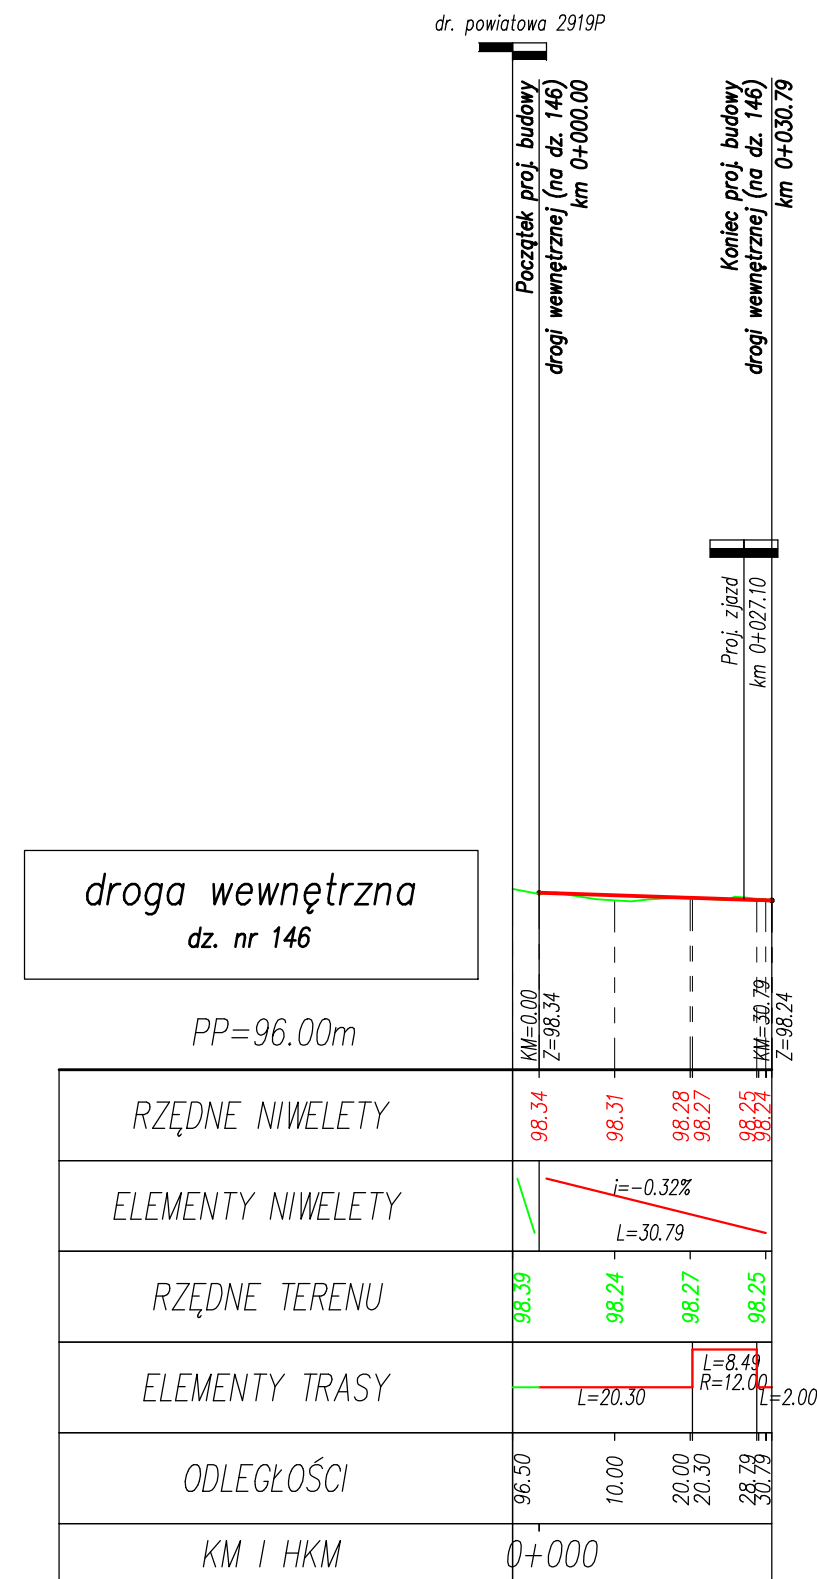 dr. powiatowa 2919P
Początek proj. budowy
drogi wewnętrznej (na dz. 146)
km 0+000.00
Koniec proj. budowy
drogi wewnętrznej (na dz. 146)
km 0+030.79
Proj. zjazd
km 0+027.10
droga wewnętrzna
dz. nr 146
PP=96.00m
KM=0.00
Z=98.34
KM=30.79
Z=98.24
RZĘDNE NIWELETY
98.34
98.31
98.28
98.27
98.25
98.24
ELEMENTY NIWELETY
i=-0.32%
L=30.79
RZĘDNE TERENU
98.39
98.24
98.27
98.25
ELEMENTY TRASY
L=20.30
L=8.49
R=12.00
L=2.00
ODLEGŁOŚCI
96.50
10.00
20.00
20.30
28.79
30.79
KM I HKM
0+000